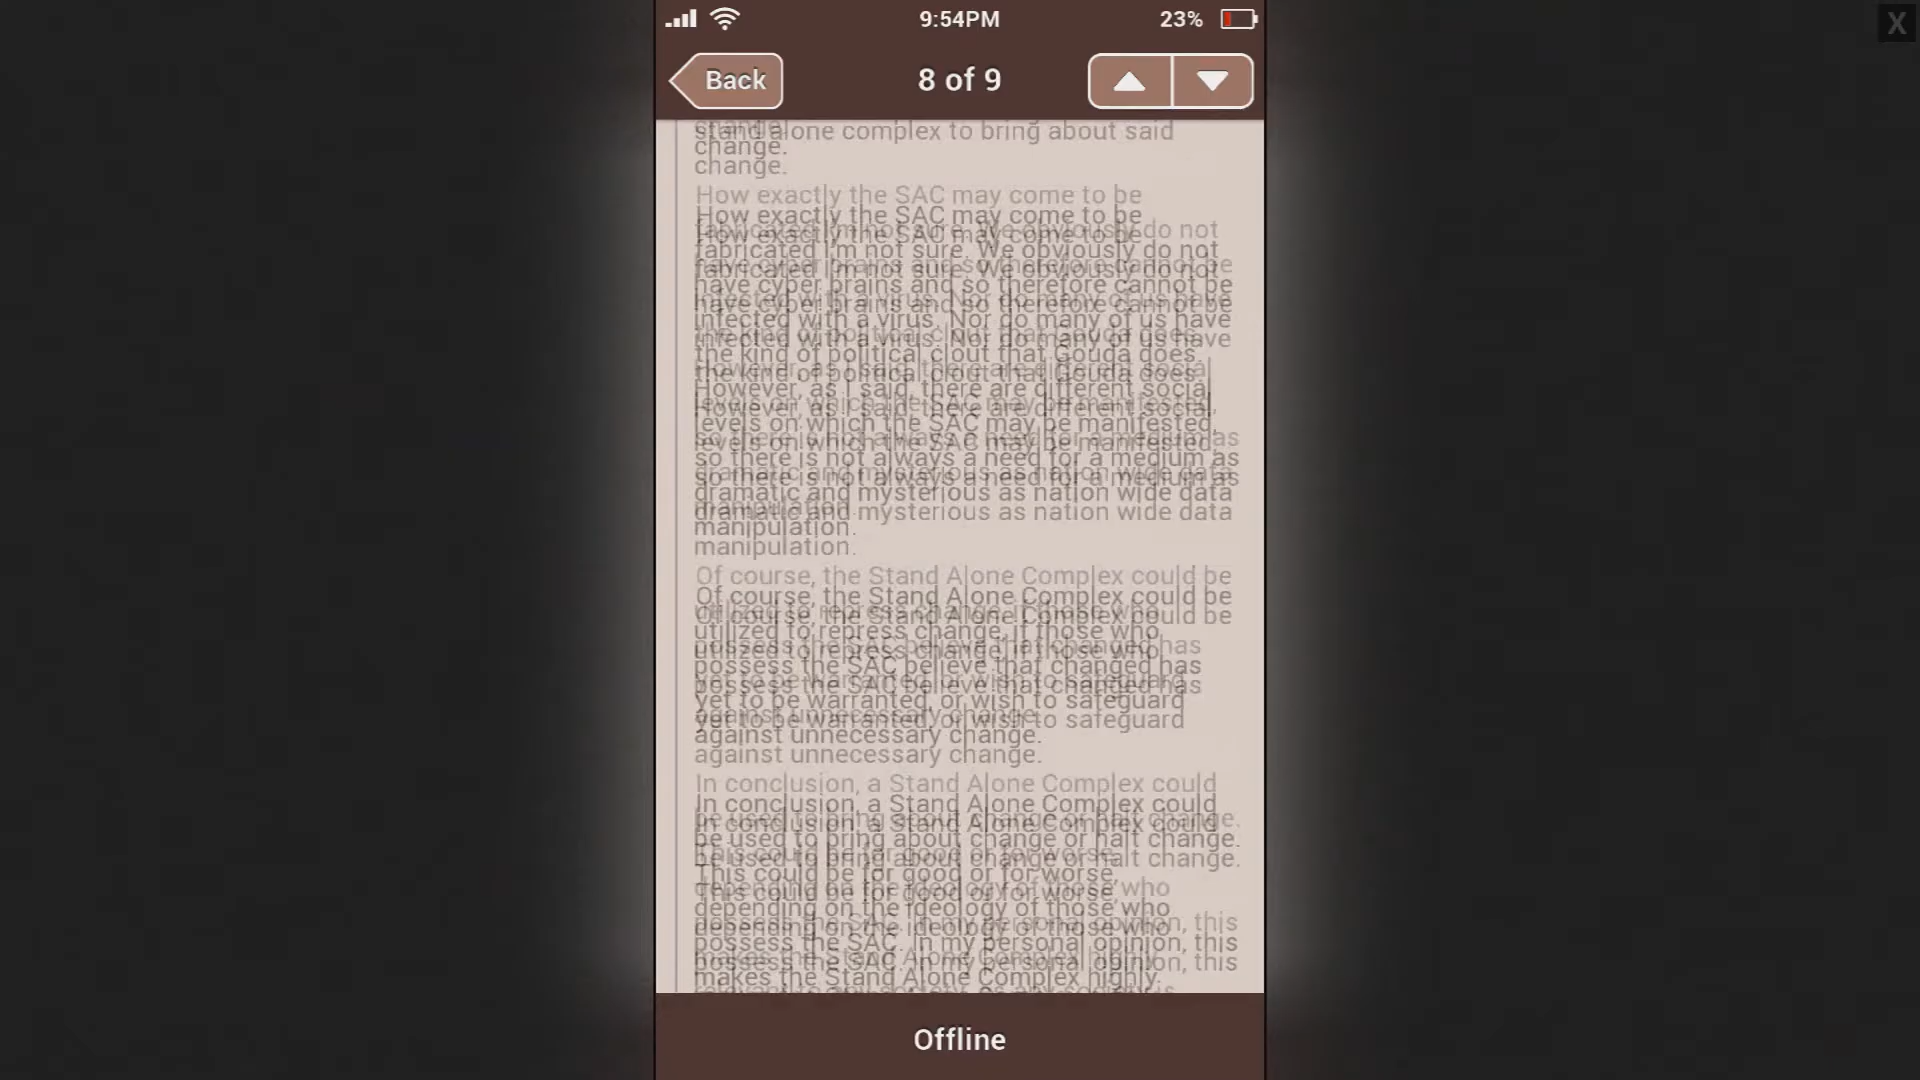 9:54PM
23%
X
Back
8 of 9
change.
stand alone complex to bring about said
change.
change.
How exactly the SAC may come to be
fabricated I'm not sure. We obviously do not
have cyber brains and so therefore cannot be
infected with a virus. Nor do many of us have
the kind of political clout that Gouda does.
However, as I said, there are different social
levels on which the SAC may be manifested,
so there is not always a need for a medium as
dramatic and mysterious as nation wide data
manipulation.
Of course, the Stand Alone Complex could be
utilized to repress change, if those who
possess the SAC believe that changed has
yet to be warranted, or wish to safeguard
against unnecessary change.
In conclusion, a Stand Alone Complex could
be used to bring about change or halt change.
This could be for good or for worse,
depending on the ideology of those who
possess the SAC. In my personal opinion, this
makes the Stand Alone Complex highly
Offline